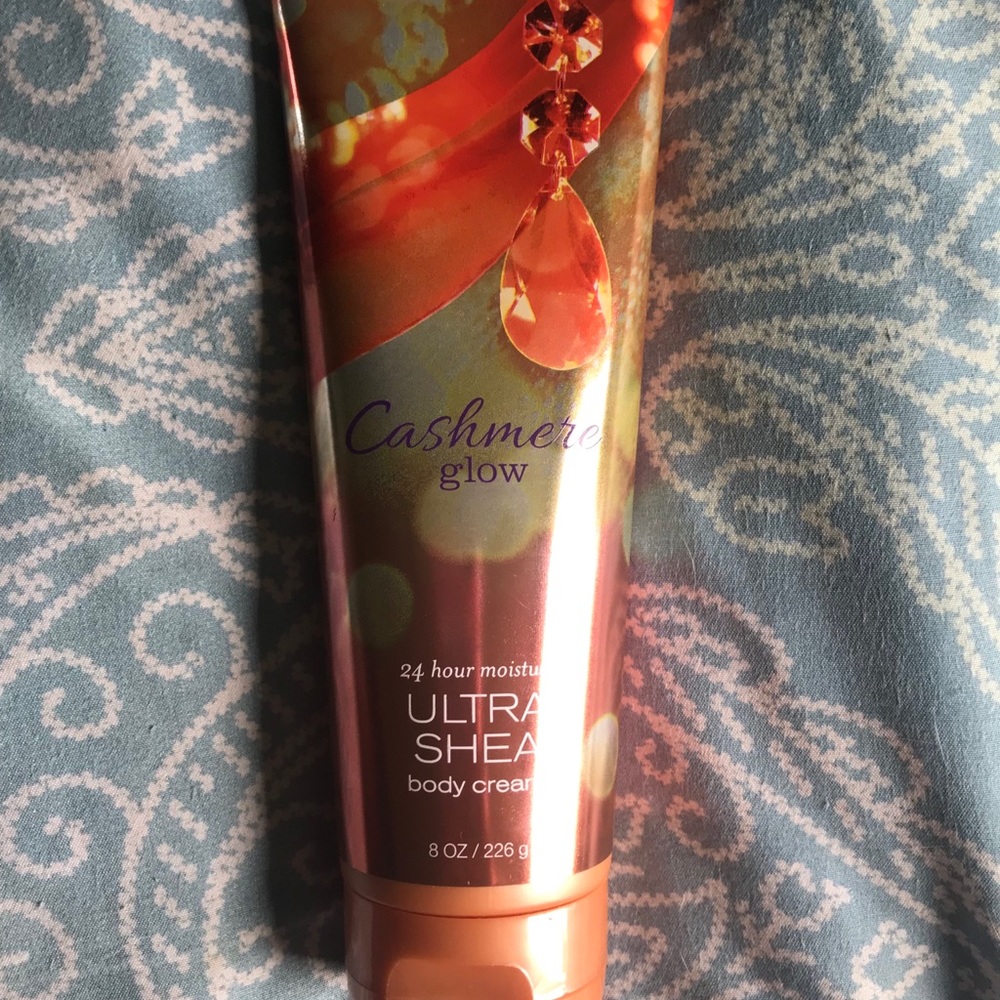 Cashmere
glow
24 hour moistu
ULTRA
SHEA
body cream
8 OZ / 226 g